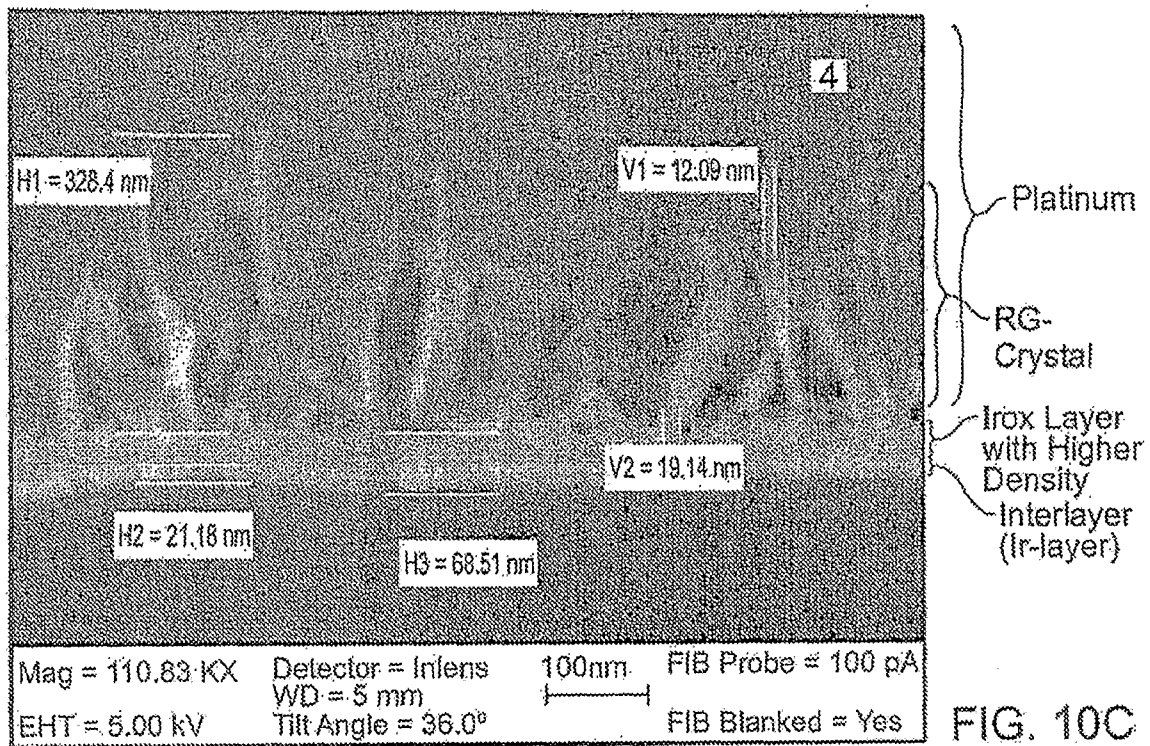 4
H1 = 328.4 nm
V1 = 12.09 nm
Platinum
RG-
Crystal
V2 = 19.14 nm
Irox Layer
with Higher
Density
Interlayer
(Ir-layer)
H2 = 21.18 nm
H3 = 68.51 nm
Mag = 110.83 KX
Detector = Inlens
100nm
FIB Probe = 100 pA
WD = 5 mm
EHT = 5.00 kV
Tilt Angle = 36.0º
FIB Blanked = Yes
FIG. 10C